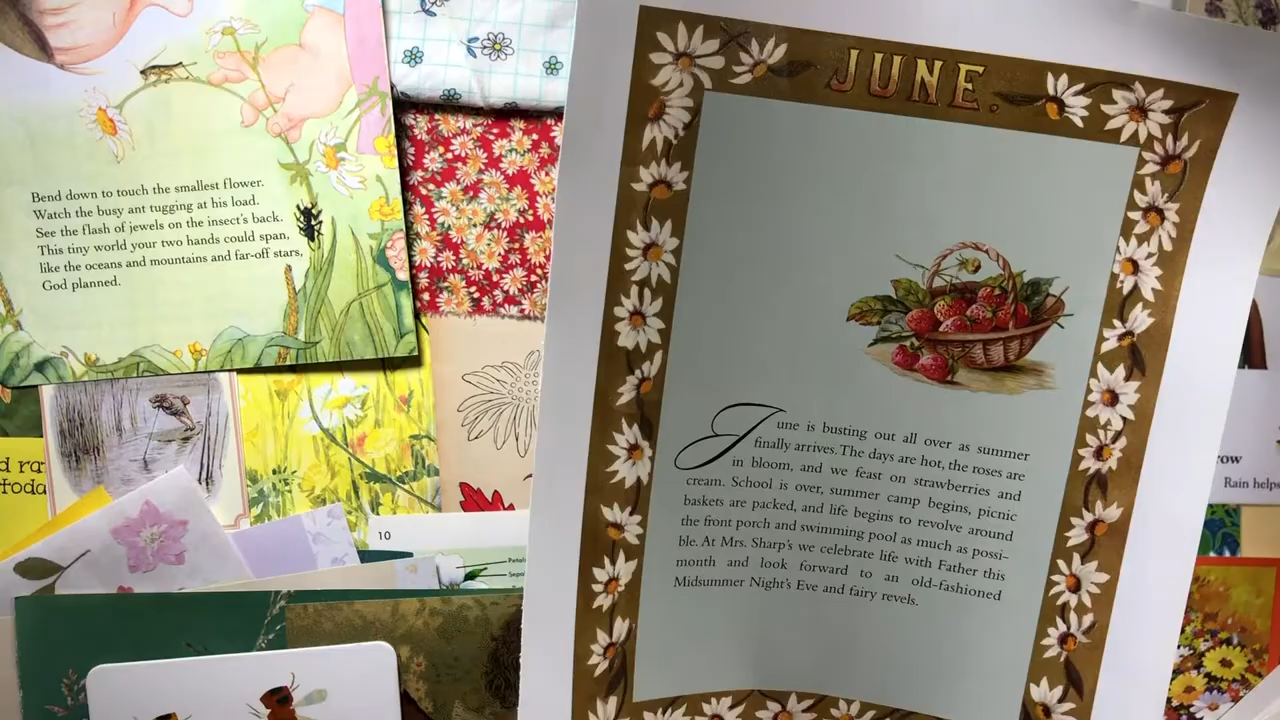 Bend down to touch the smallest flower.
Watch the busy ant tugging at his load.
See the flash of jewels on the insect's back.
This tiny world your two hands could span,
like the oceans and mountains and far-off stars,
God planned.
JUNE.
June is busting out all over as summer
finally arrives. The days are hot, the roses are
in bloom, and we feast on strawberries and
cream. School is over, summer camp begins, picnic
baskets are packed, and life begins to revolve around
the front porch and swimming pool as much as possi-
ble. At Mrs. Sharp's we celebrate life with Father this
month and look forward to an old-fashioned
Midsummer Night's Eve and fairy revels.
10
Rain helps